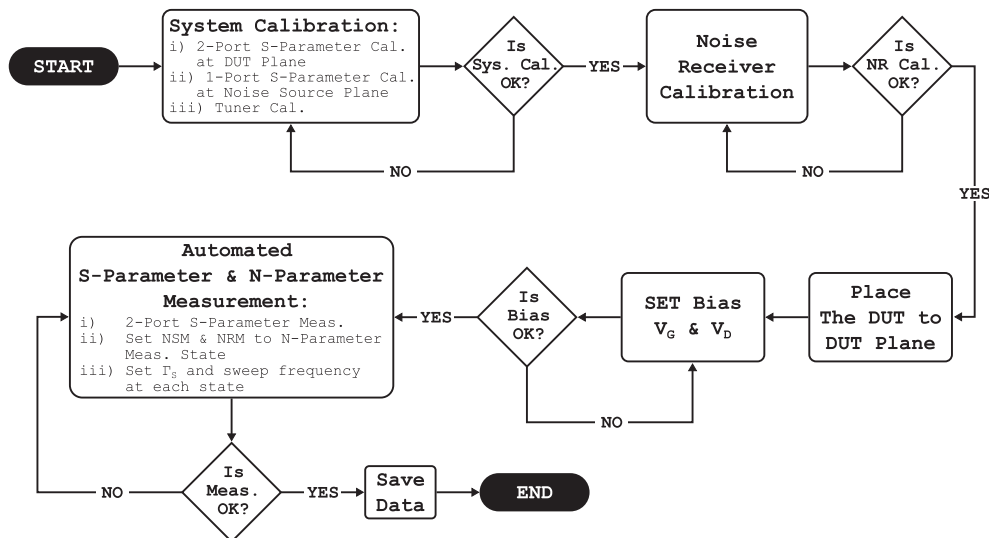 START
System Calibration:
i) 2-Port S-Parameter Cal.
at DUT Plane
ii) 1-Port S-Parameter Cal.
at Noise Source Plane
iii) Tuner Cal.
Is
Sys. Cal.
OK?
YES
NO
Noise
Receiver
Calibration
Is
NR Cal.
OK?
NO
YES
Place
The DUT to
DUT Plane
SET Bias
V_G & V_D
Is
Bias
OK?
NO
YES
Automated
S-Parameter & N-Parameter
Measurement:
i) 2-Port S-Parameter Meas.
ii) Set NSM & NRM to N-Parameter
Meas. State
iii) Set Γ_S and sweep frequency
at each state
Is
Meas.
OK?
NO
YES
Save
Data
END